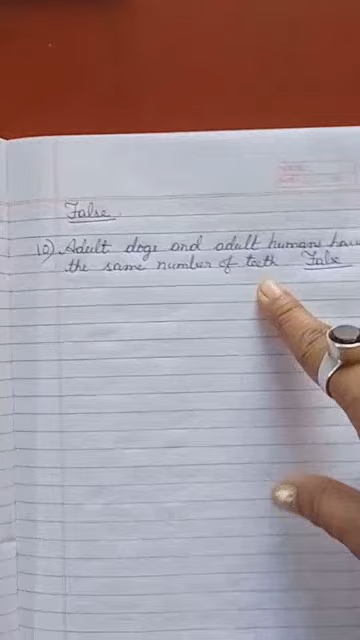 False
10) Adult dogs and adult humans have
the same number of teeth False